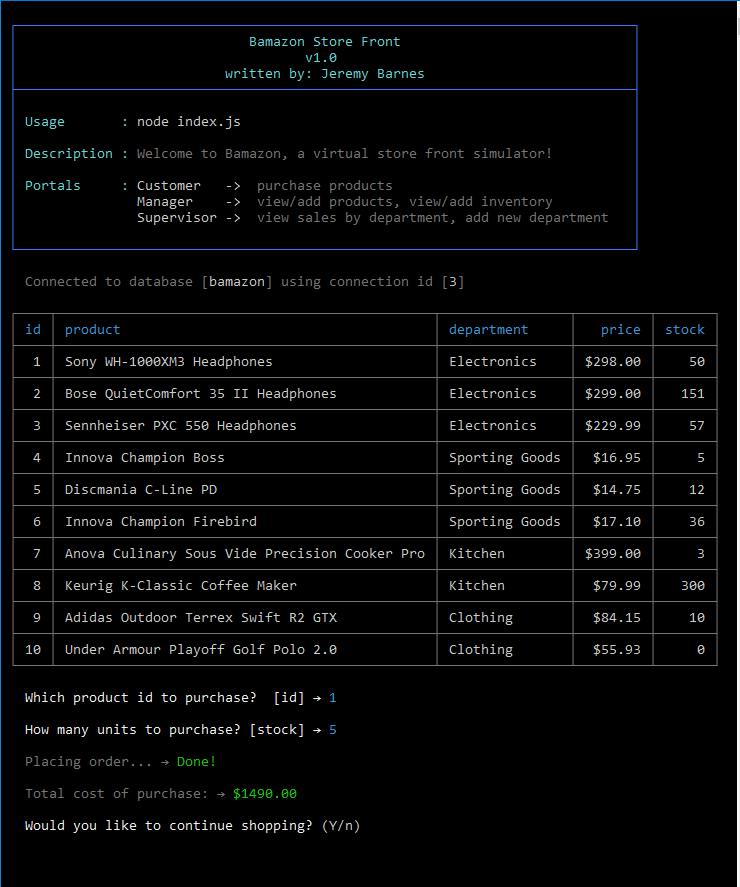 Bamazon Store Front
v1.0
written by: Jeremy Barnes
Usage : node index.js
Description : Welcome to Bamazon, a virtual store front simulator!
Portals : Customer -> purchase products
Manager -> view/add products, view/add inventory
Supervisor -> view sales by department, add new department
Connected to database [bamazon] using connection id [3]
id product department price stock
1 Sony WH-1000XM3 Headphones Electronics $298.00 50
2 Bose QuietComfort 35 II Headphones Electronics $299.00 151
3 Sennheiser PXC 550 Headphones Electronics $229.99 57
4 Innova Champion Boss Sporting Goods $16.95 5
5 Discmania C-Line PD Sporting Goods $14.75 12
6 Innova Champion Firebird Sporting Goods $17.10 36
7 Anova Culinary Sous Vide Precision Cooker Pro Kitchen $399.00 3
8 Keurig K-Classic Coffee Maker Kitchen $79.99 300
9 Adidas Outdoor Terrex Swift R2 GTX Clothing $84.15 10
10 Under Armour Playoff Golf Polo 2.0 Clothing $55.93 0
Which product id to purchase? [id] → 1
How many units to purchase? [stock] → 5
Placing order... → Done!
Total cost of purchase: → $1490.00
Would you like to continue shopping? (Y/n)